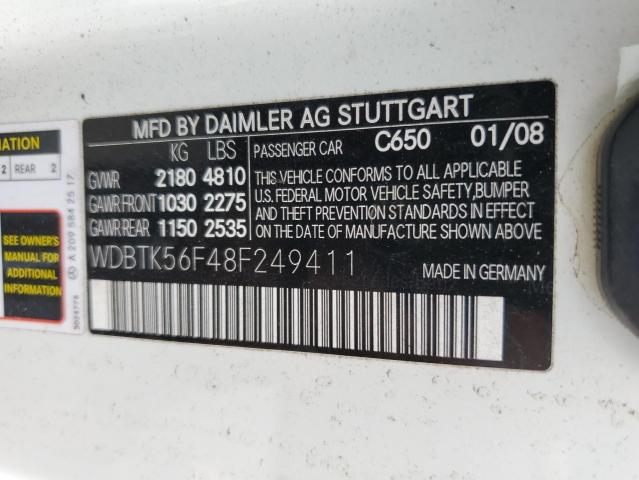 MFD BY DAIMLER AG STUTTGART
KG LBS
GVWR 2180 4810
GAWR FRONT 1030 2275
GAWR REAR 1150 2535
PASSENGER CAR C650 01/08
THIS VEHICLE CONFORMS TO ALL APPLICABLE
U.S. FEDERAL MOTOR VEHICLE SAFETY, BUMPER
AND THEFT PREVENTION STANDARDS IN EFFECT
ON THE DATE OF MANUFACTURE SHOWN ABOVE
WDBTK56F48F249411
MADE IN GERMANY
2 REAR 2
SEE OWNER'S
MANUAL FOR
ADDITIONAL
INFORMATION
A 209 584 25 17